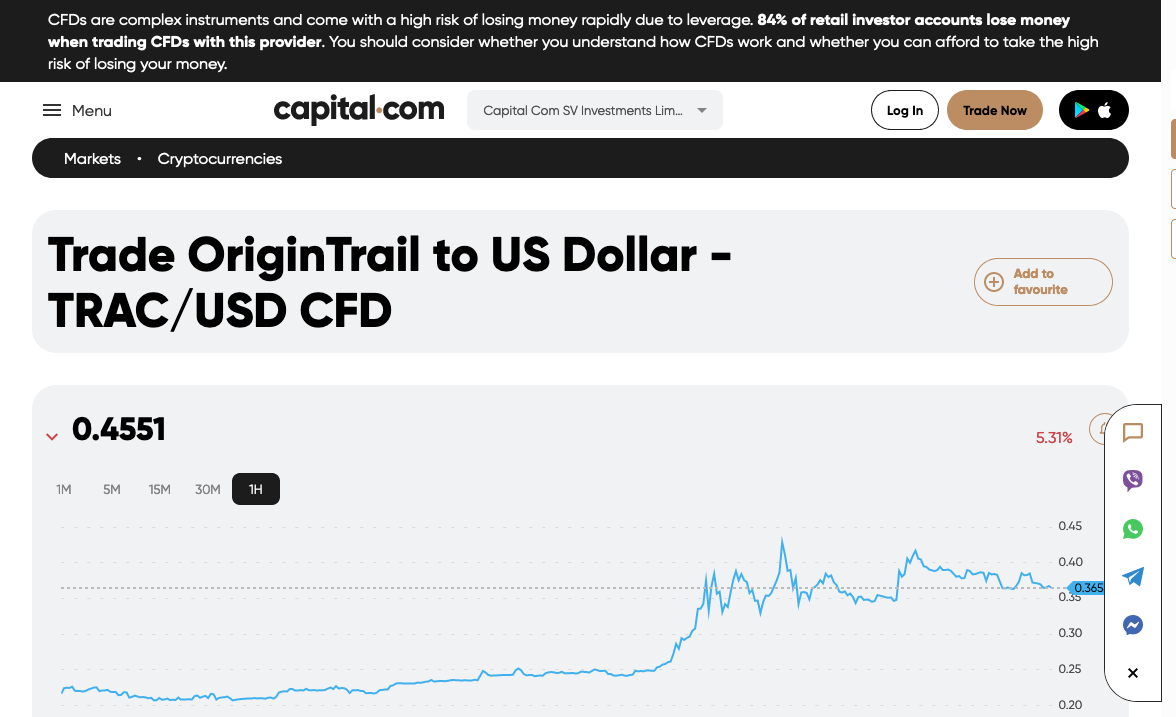 CFDs are complex instruments and come with a high risk of losing money rapidly due to leverage. 84% of retail investor accounts lose money
when trading CFDs with this provider. You should consider whether you understand how CFDs work and whether you can afford to take the high
risk of losing your money.
Menu
capital.com
Capital Com SV Investments Lim...
Log In
Trade Now
Markets • Cryptocurrencies
Trade OriginTrail to US Dollar -
TRAC/USD CFD
Add to
favourite
0.4551
5.31%
1M 5M 15M 30M 1H
0.45
0.40
0.365
0.35
0.30
0.25
0.20